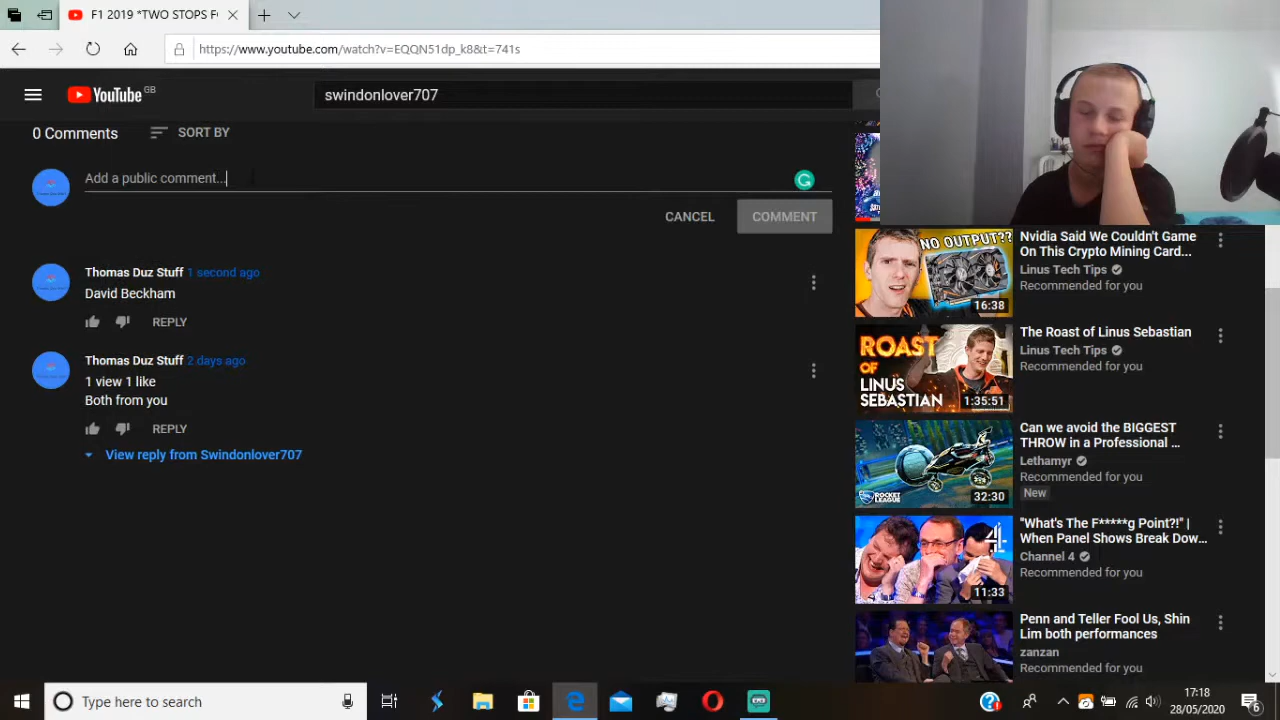 F1 2019 *TWO STOPS F
https://www.youtube.com/watch?v=EQQN51dp_k8&t=741s
YouTube GB
swindonlover707
0 Comments
SORT BY
Add a public comment...
CANCEL
COMMENT
Thomas Duz Stuff 1 second ago
David Beckham
REPLY
Thomas Duz Stuff 2 days ago
1 view 1 like
Both from you
REPLY
View reply from Swindonlover707
NO OUTPUT??
16:38
Nvidia Said We Couldn't Game
On This Crypto Mining Card...
Linus Tech Tips
Recommended for you
ROAST
OF
LINUS
SEBASTIAN
1:35:51
The Roast of Linus Sebastian
Linus Tech Tips
Recommended for you
ROCKET
LEAGUE
32:30
Can we avoid the BIGGEST
THROW in a Professional ...
Lethamyr
Recommended for you
New
4
11:33
"What's The F*****g Point?!" |
When Panel Shows Break Dow...
Channel 4
Recommended for you
Penn and Teller Fool Us, Shin
Lim both performances
zanzan
Recommended for you
Type here to search
17:18
28/05/2020
6